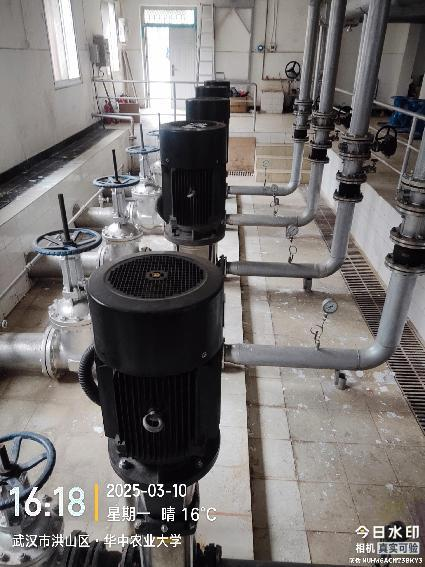 16:18
2025-03-10
星期一 晴 16℃
武汉市洪山区·华中农业大学
今日水印
相机 真实可验